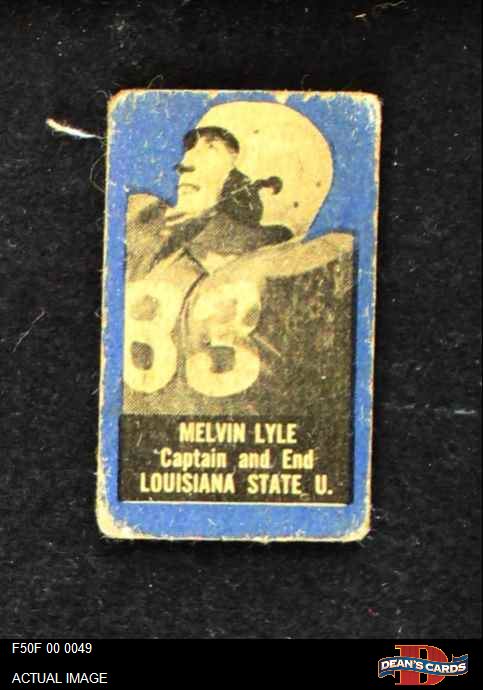 83
MELVIN LYLE
Captain and End
LOUISIANA STATE U.
F50F 00 0049
ACTUAL IMAGE
D
DEAN'S CARDS